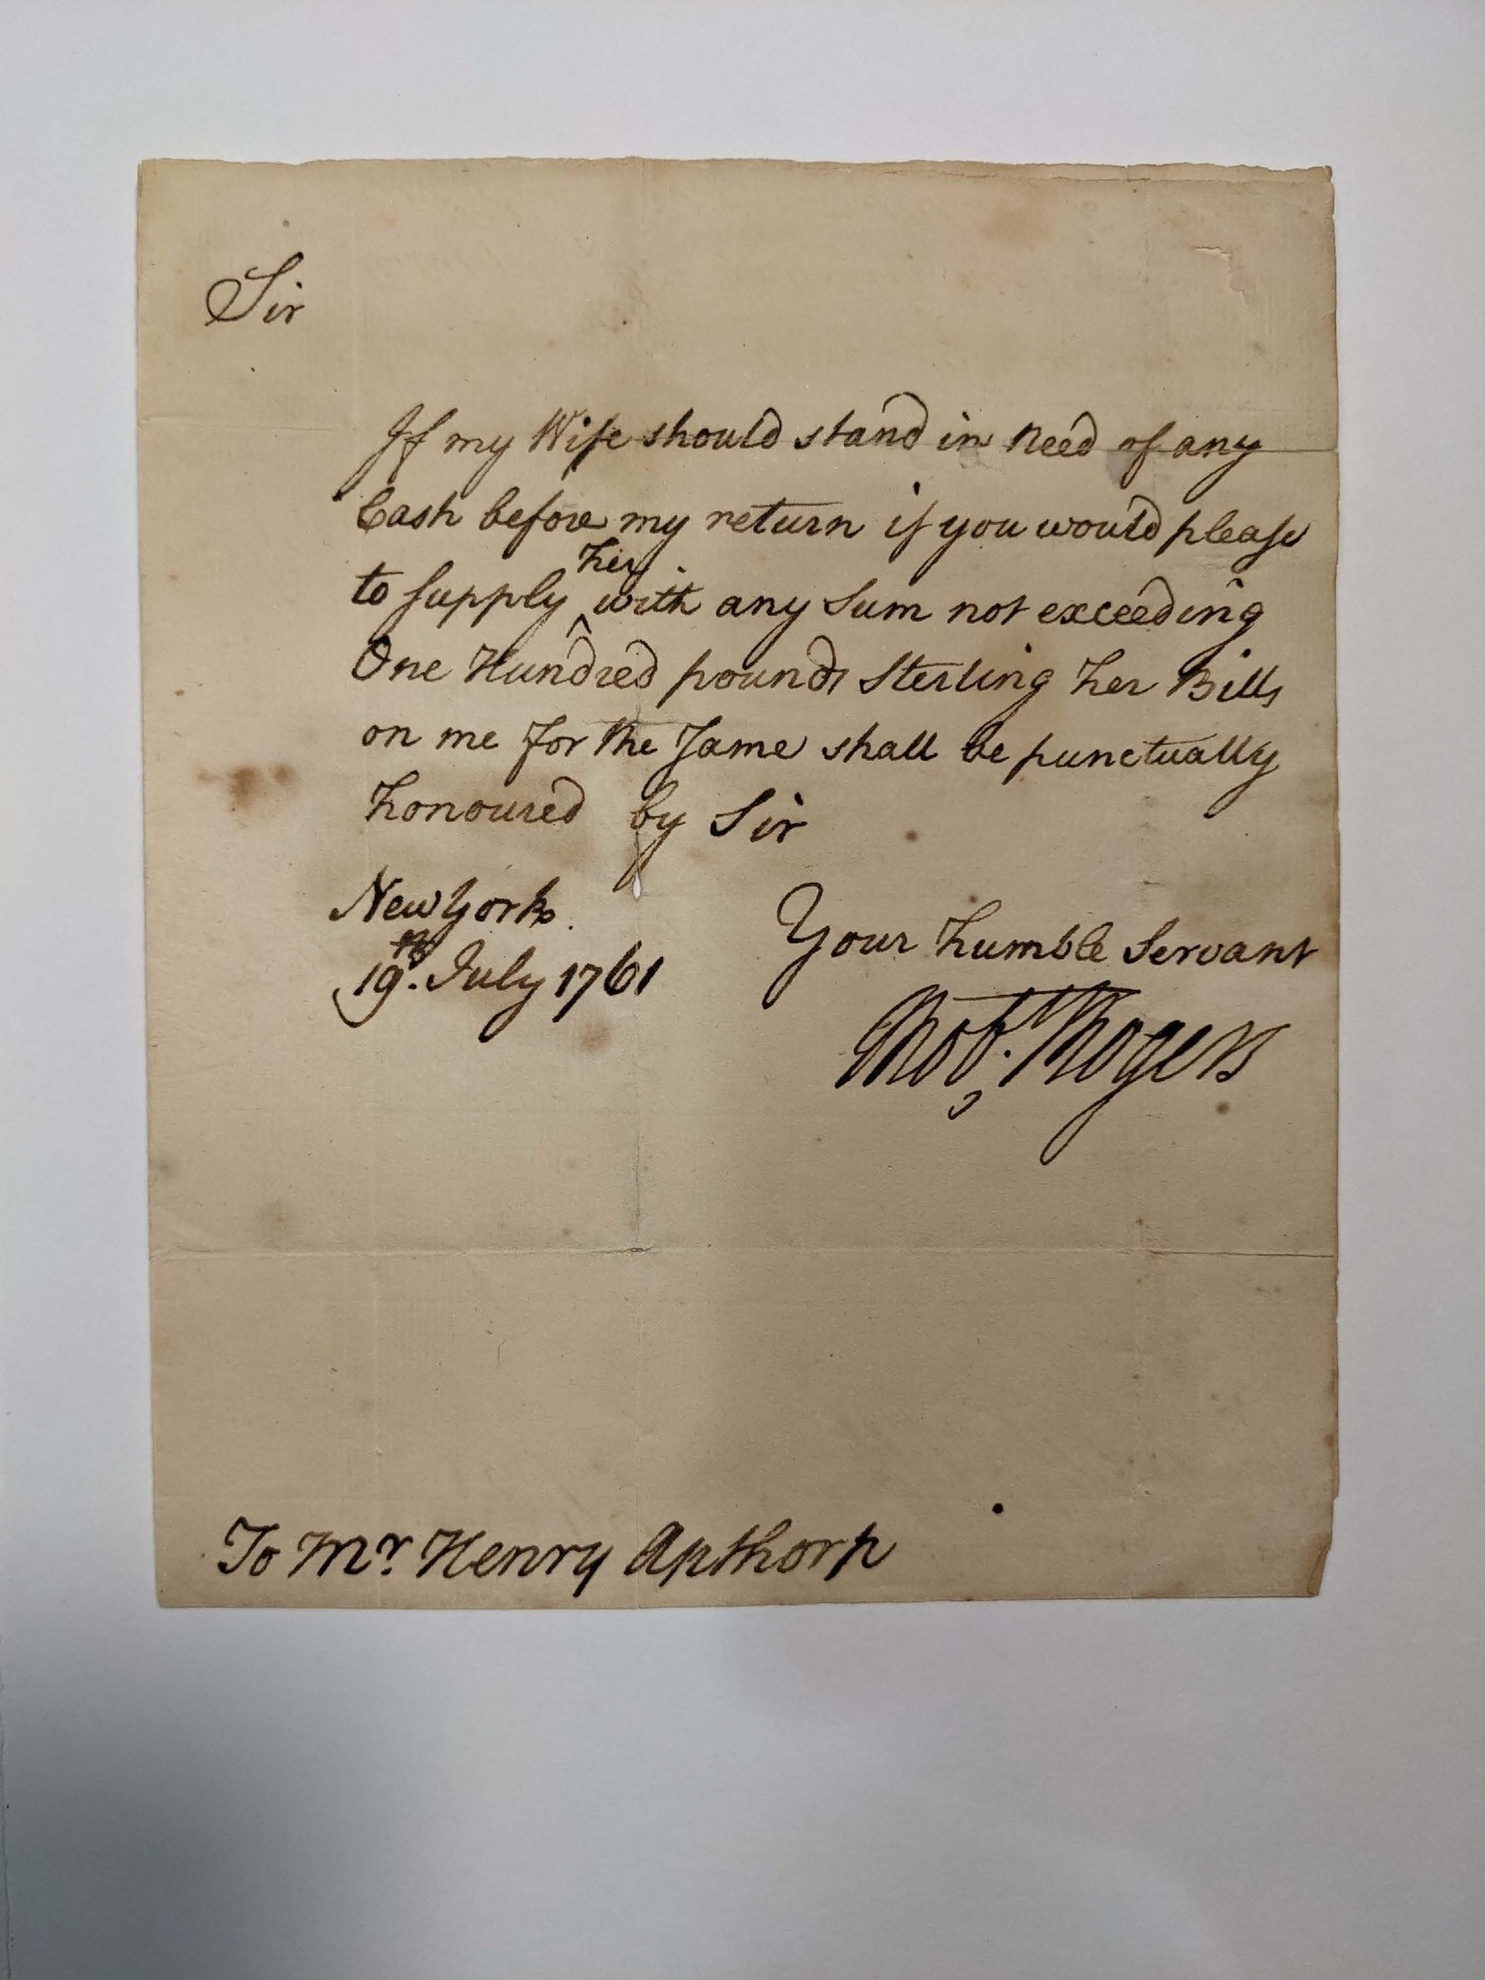 Sir
If my Wife should stand in need of any
Cash before my return if you would please
to supply ^her with any Sum not exceeding
One Hundred pounds Sterling her Bills
on me for the Same shall be punctually
honoured by Sir
New York.
19th. July 1761
Your humble Servant
Robt. Rogers
To Mr. Henry Apthorp